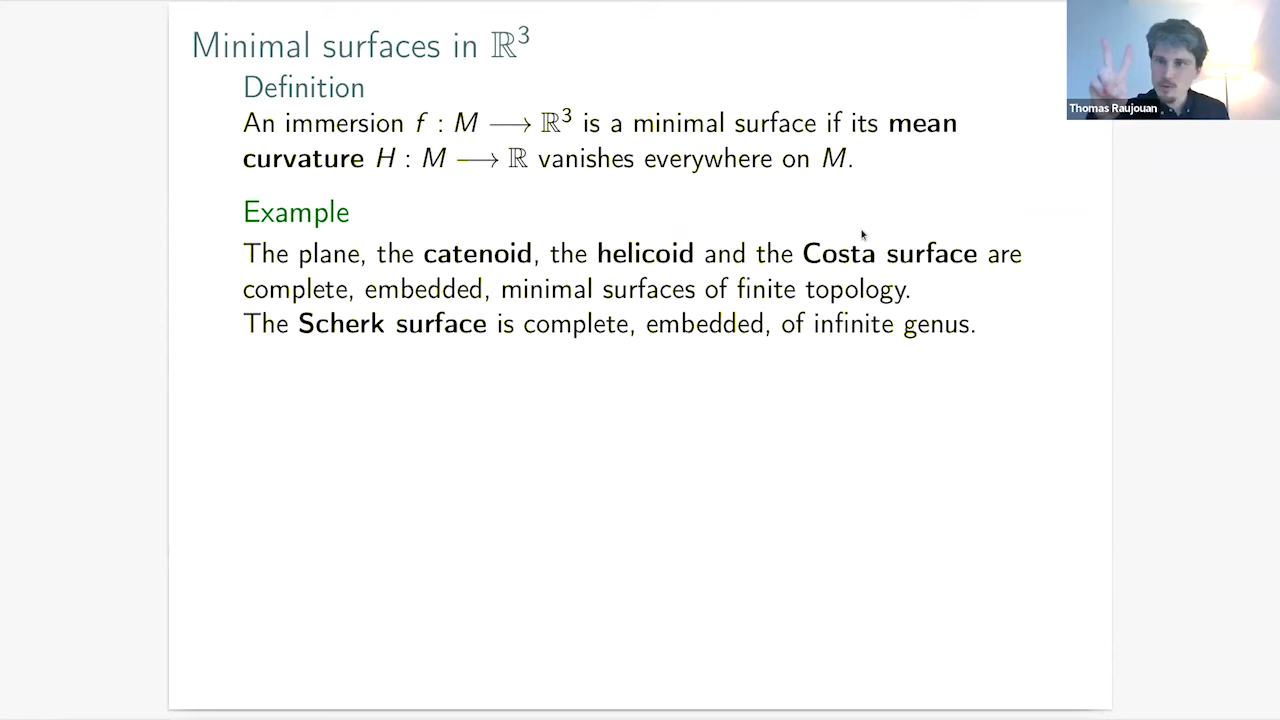 Minimal surfaces in ℝ³
Definition
An immersion f : M ⟶ ℝ³ is a minimal surface if its mean
curvature H : M ⟶ ℝ vanishes everywhere on M.
Example
The plane, the catenoid, the helicoid and the Costa surface are
complete, embedded, minimal surfaces of finite topology.
The Scherk surface is complete, embedded, of infinite genus.
Thomas Raujouan